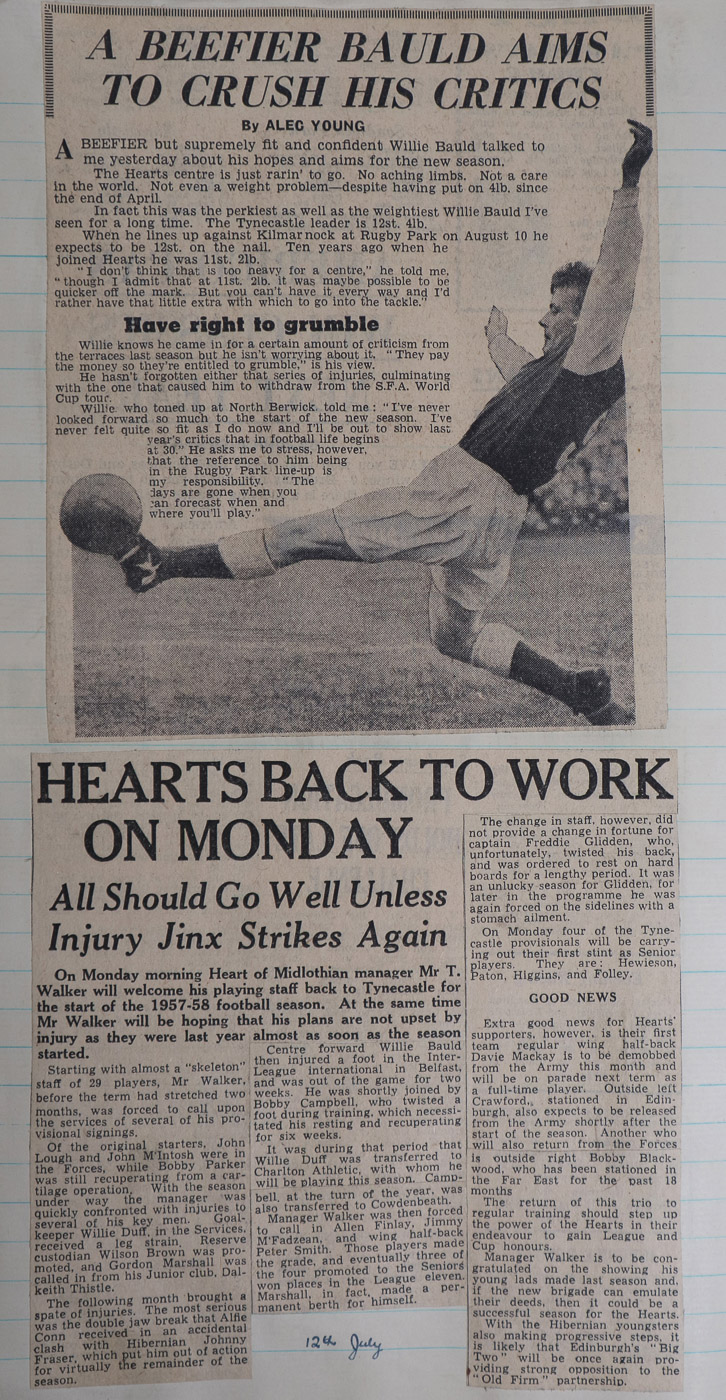 A BEEFIER BAULD AIMS
TO CRUSH HIS CRITICS
By ALEC YOUNG
A BEEFIER but supremely fit and confident Willie Bauld talked to
me yesterday about his hopes and aims for the new season.
The Hearts centre is just rarin' to go. No aching limbs. Not a care
in the world. Not even a weight problem—despite having put on 4lb. since
the end of April.
In fact this was the perkiest as well as the weightiest Willie Bauld I've
seen for a long time. The Tynecastle leader is 12st. 4lb.
When he lines up against Kilmarnock at Rugby Park on August 10 he
expects to be 12st. on the nail. Ten years ago when he
joined Hearts he was 11st. 2lb.
"I don't think that is too heavy for a centre," he told me,
"though I admit that at 11st. 2lb. it was maybe possible to be
quicker off the mark. But you can't have it every way and I'd
rather have that little extra with which to go into the tackle."
Have right to grumble
Willie knows he came in for a certain amount of criticism from
the terraces last season but he isn't worrying about it. "They pay
the money so they're entitled to grumble," is his view.
He hasn't forgotten either that series of injuries, culminating
with the one that caused him to withdraw from the S.F.A. World
Cup tour.
Willie who toned up at North Berwick, told me: "I've never
looked forward so much to the start of the new season. I've
never felt quite so fit as I do now and I'll be out to show last
year's critics that in football life begins
at 30." He asks me to stress, however,
that the reference to him being
in the Rugby Park line-up is
my responsibility. "The
days are gone when you
can forecast when and
where you'll play."
HEARTS BACK TO WORK
ON MONDAY
All Should Go Well Unless
Injury Jinx Strikes Again
On Monday morning Heart of Midlothian manager Mr T.
Walker will welcome his playing staff back to Tynecastle for
the start of the 1957-58 football season. At the same time
Mr Walker will be hoping that his plans are not upset by
injury as they were last year almost as soon as the season
started.
Starting with almost a "skeleton"
staff of 29 players, Mr Walker,
before the term had stretched two
months, was forced to call upon
the services of several of his pro-
visional signings.
Of the original starters, John
Lough and John M'Intosh were in
the Forces, while Bobby Parker
was still recuperating from a car-
tilage operation. With the season
under way the manager was
quickly confronted with injuries to
several of his key men. Goal-
keeper Willie Duff, in the Services,
received a leg strain. Reserve
custodian Wilson Brown was pro-
moted, and Gordon Marshall was
called in from his Junior club, Dal-
keith Thistle.
The following month brought a
spate of injuries. The most serious
was the double jaw break that Alfie
Conn received in an accidental
clash with Hibernian Johnny
Fraser, which put him out of action
for virtually the remainder of the
season.
Centre forward Willie Bauld
then injured a foot in the Inter-
League international in Belfast,
and was out of the game for two
weeks. He was shortly joined by
Bobby Campbell, who twisted a
foot during training, which necessi-
tated his resting and recuperating
for six weeks.
It was during that period that
Willie Duff was transferred to
Charlton Athletic, with whom he
will be playing this season. Camp-
bell, at the turn of the year, was
also transferred to Cowdenbeath.
Manager Walker was then forced
to call in Allen Finlay, Jimmy
M'Fadzean, and wing half-back
Peter Smith. Those players made
the grade, and eventually three of
the four promoted to the Seniors
won places in the League eleven.
Marshall, in fact, made a per-
manent berth for himself.
12th July
The change in staff, however, did
not provide a change in fortune for
captain Freddie Glidden, who,
unfortunately, twisted his back,
and was ordered to rest on hard
boards for a lengthy period. It was
an unlucky season for Glidden, for
later in the programme he was
again forced on the sidelines with a
stomach ailment.
On Monday four of the Tyne-
castle provisionals will be carry-
ing out their first stint as Senior
players. They are: Hewieson,
Paton, Higgins, and Folley.
GOOD NEWS
Extra good news for Hearts'
supporters, however, is their first
team regular wing half-back
Davie Mackay is to be demobbed
from the Army this month and
will be on parade next term as
a full-time player. Outside left
Crawford, stationed in Edin-
burgh, also expects to be released
from the Army shortly after the
start of the season. Another who
will also return from the Forces
is outside right Bobby Black-
wood, who has been stationed in
the Far East for the past 18
months
The return of this trio to
regular training should step up
the power of the Hearts in their
endeavour to gain League and
Cup honours.
Manager Walker is to be con-
gratulated on the showing his
young lads made last season and,
if the new brigade can emulate
their deeds, then it could be a
successful season for the Hearts.
With the Hibernian youngsters
also making progressive steps, it
is likely that Edinburgh's "Big
Two" will be once again pro-
viding strong opposition to the
"Old Firm" partnership.